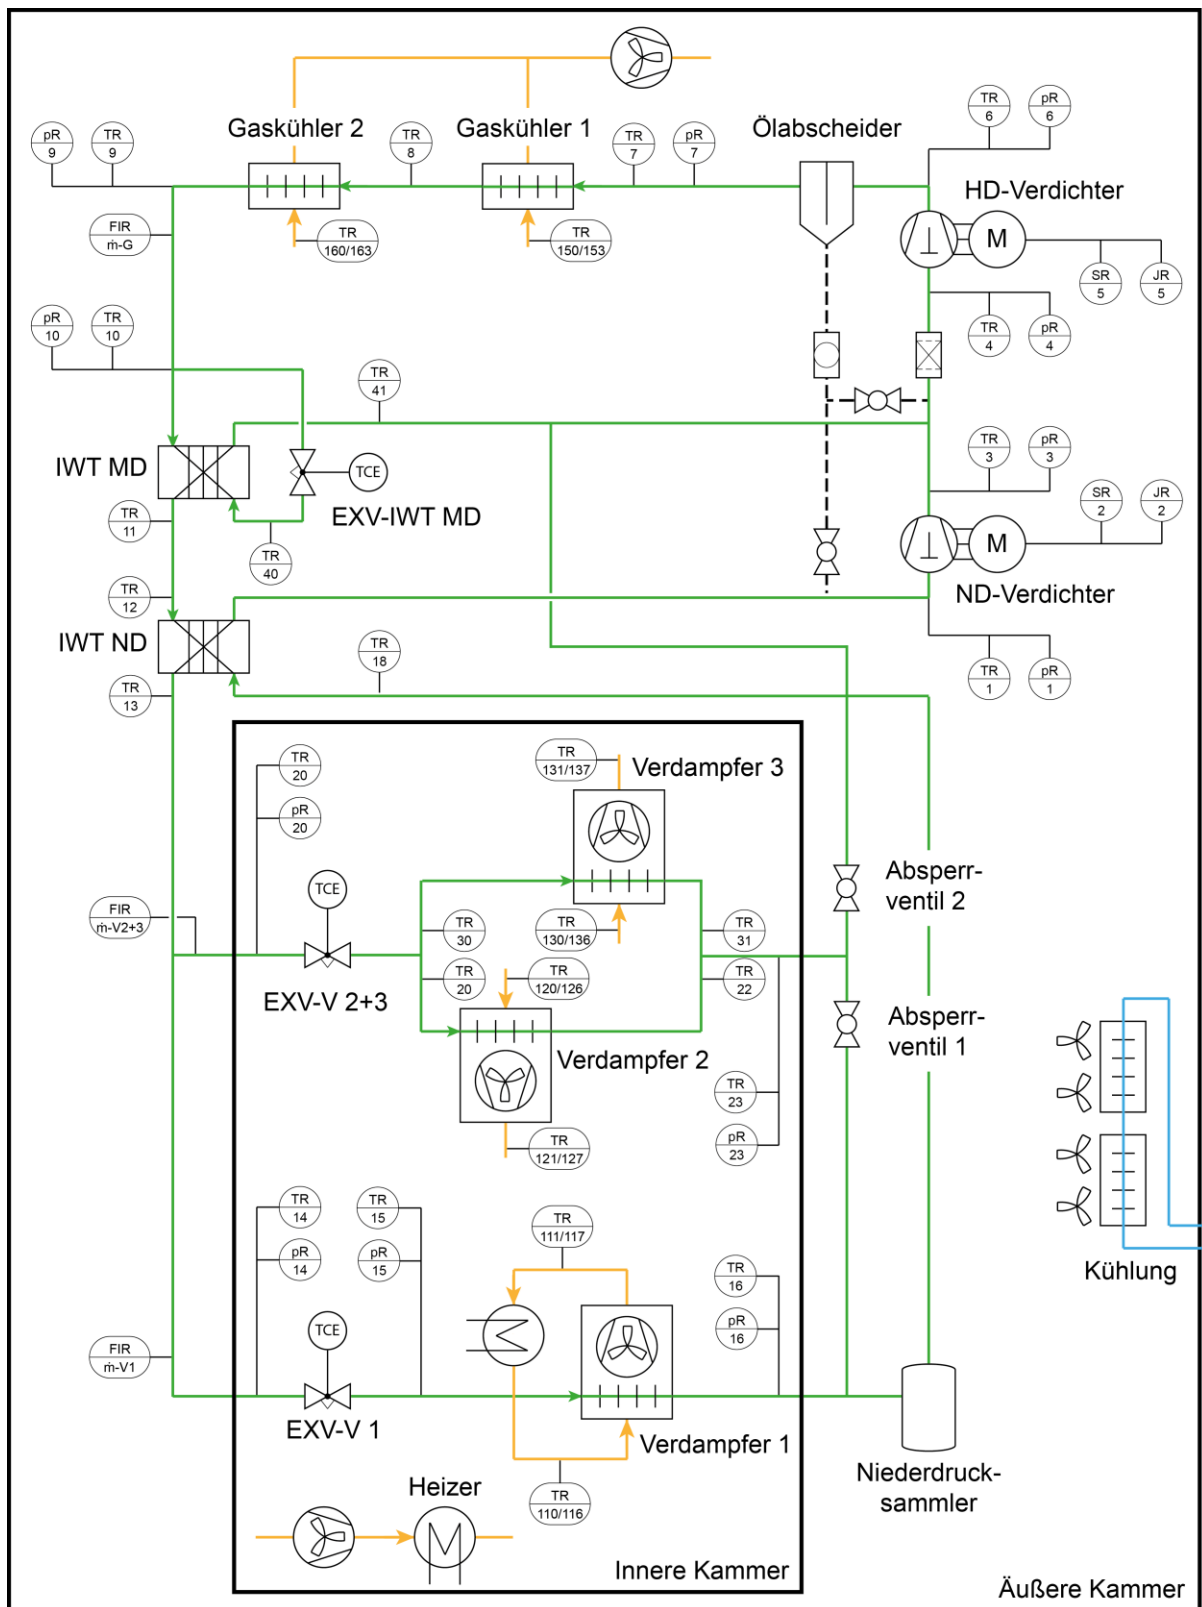 Gaskühler 2
Gaskühler 1
Ölabscheider
TR
6
pR
6
pR
9
TR
9
TR
8
TR
7
pR
7
HD-Verdichter
FIR
ṁ-G
TR
160/163
TR
150/153
M
SR
5
JR
5
pR
10
TR
10
TR
4
pR
4
TR
41
IWT MD
TCE
EXV-IWT MD
TR
3
pR
3
SR
2
JR
2
TR
11
TR
40
M
ND-Verdichter
TR
12
IWT ND
TR
18
TR
1
pR
1
TR
13
TR
20
pR
20
TR
131/137
Verdampfer 3
Absperr-
ventil 2
TCE
FIR
ṁ-V2+3
TR
30
TR
130/136
TR
31
TR
20
TR
120/126
TR
22
EXV-V 2+3
Verdampfer 2
Absperr-
ventil 1
TR
23
pR
23
TR
121/127
TR
14
pR
14
TR
15
pR
15
TR
111/117
TR
16
pR
16
Kühlung
TCE
FIR
ṁ-V1
EXV-V 1
Verdampfer 1
Niederdruck-
sammler
TR
110/116
Heizer
Innere Kammer
Äußere Kammer